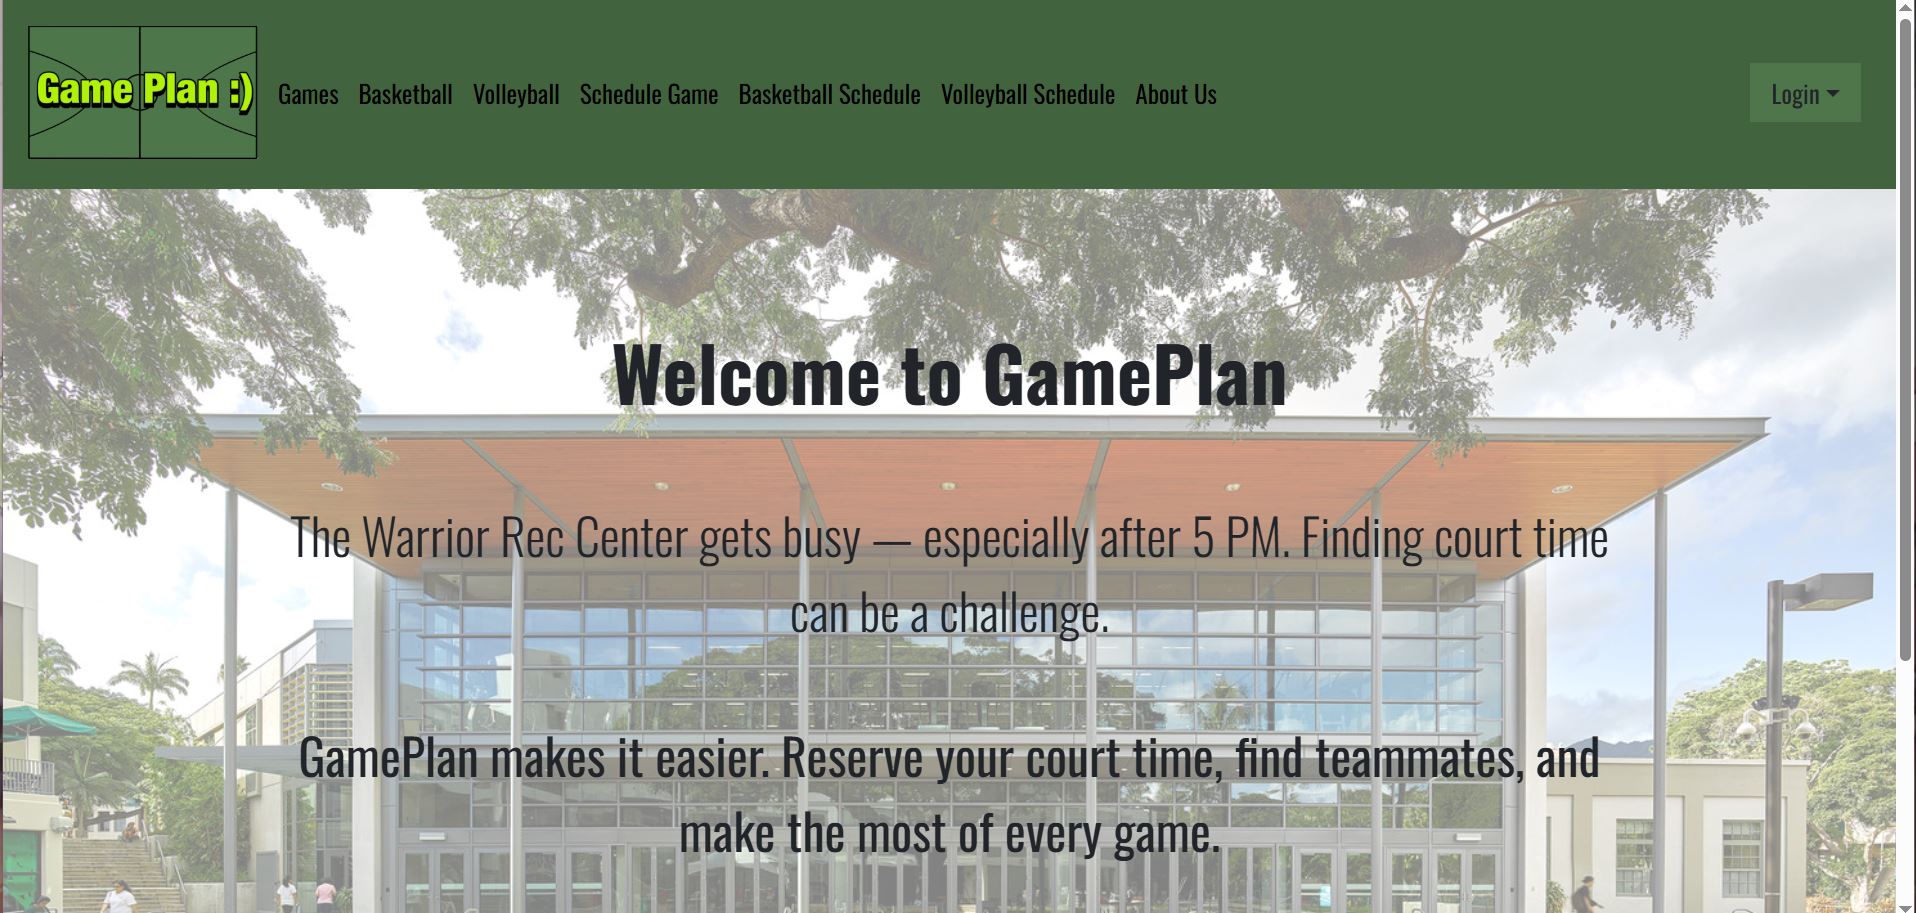 Game Plan :)
Games Basketball Volleyball Schedule Game Basketball Schedule Volleyball Schedule About Us
Login
Welcome to GamePlan
The Warrior Rec Center gets busy — especially after 5 PM. Finding court time
can be a challenge.
GamePlan makes it easier. Reserve your court time, find teammates, and
make the most of every game.